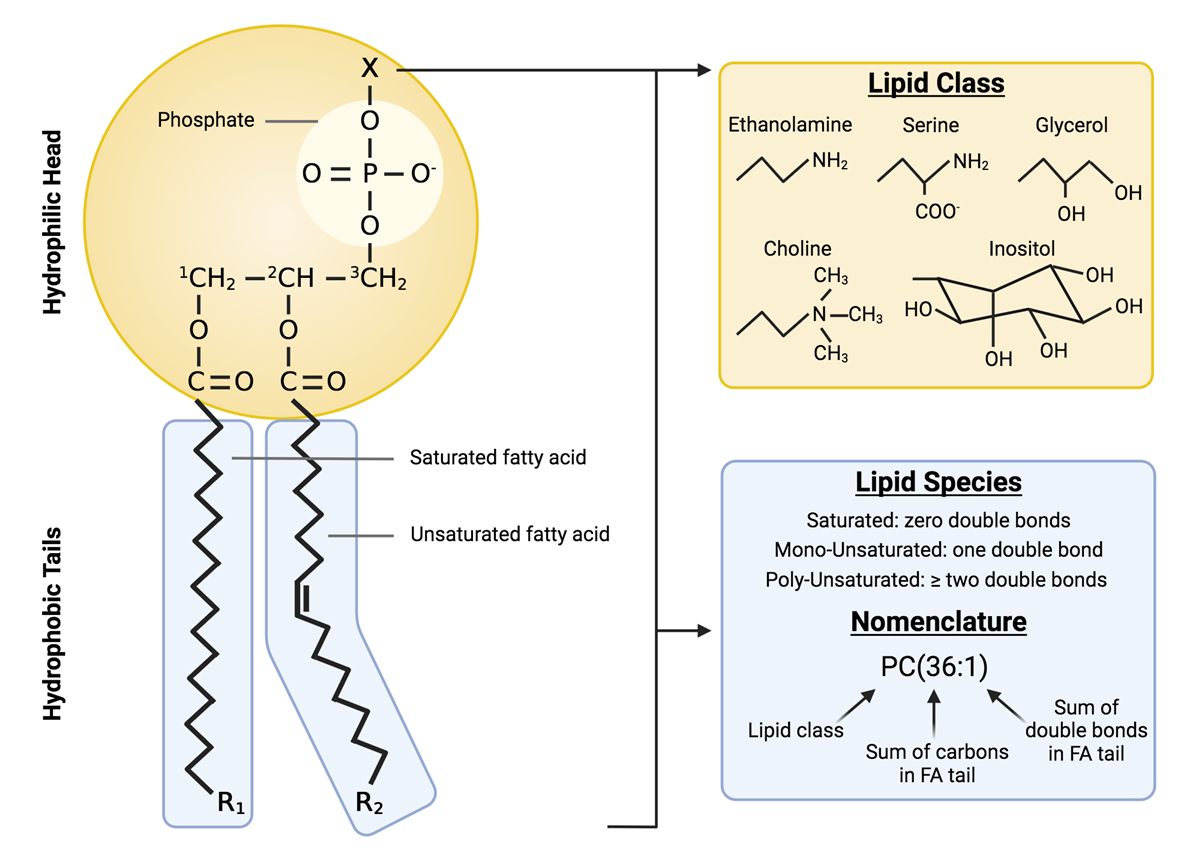 Hydrophilic Head
Hydrophobic Tails
X
O
Phosphate
O = P – O⁻
O
¹CH₂ – ²CH – ³CH₂
O O
C=O C=O
Saturated fatty acid
Unsaturated fatty acid
R₁ R₂
Lipid Class
Ethanolamine Serine Glycerol
NH₂
NH₂
COO⁻
OH
OH
Choline Inositol
CH₃
N–CH₃
CH₃
OH
HO
OH
OH
OH
Lipid Species
Saturated: zero double bonds
Mono-Unsaturated: one double bond
Poly-Unsaturated: ≥ two double bonds
Nomenclature
PC(36:1)
Lipid class
Sum of carbons
in FA tail
Sum of
double bonds
in FA tail